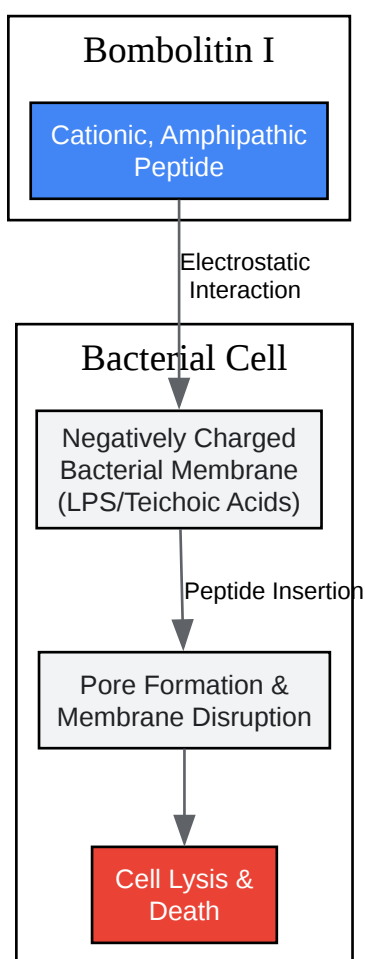 Bombolitin I
Cationic, Amphipathic
Peptide
Electrostatic
Interaction
Bacterial Cell
Negatively Charged
Bacterial Membrane
(LPS/Teichoic Acids)
Peptide Insertion
Pore Formation &
Membrane Disruption
Cell Lysis &
Death